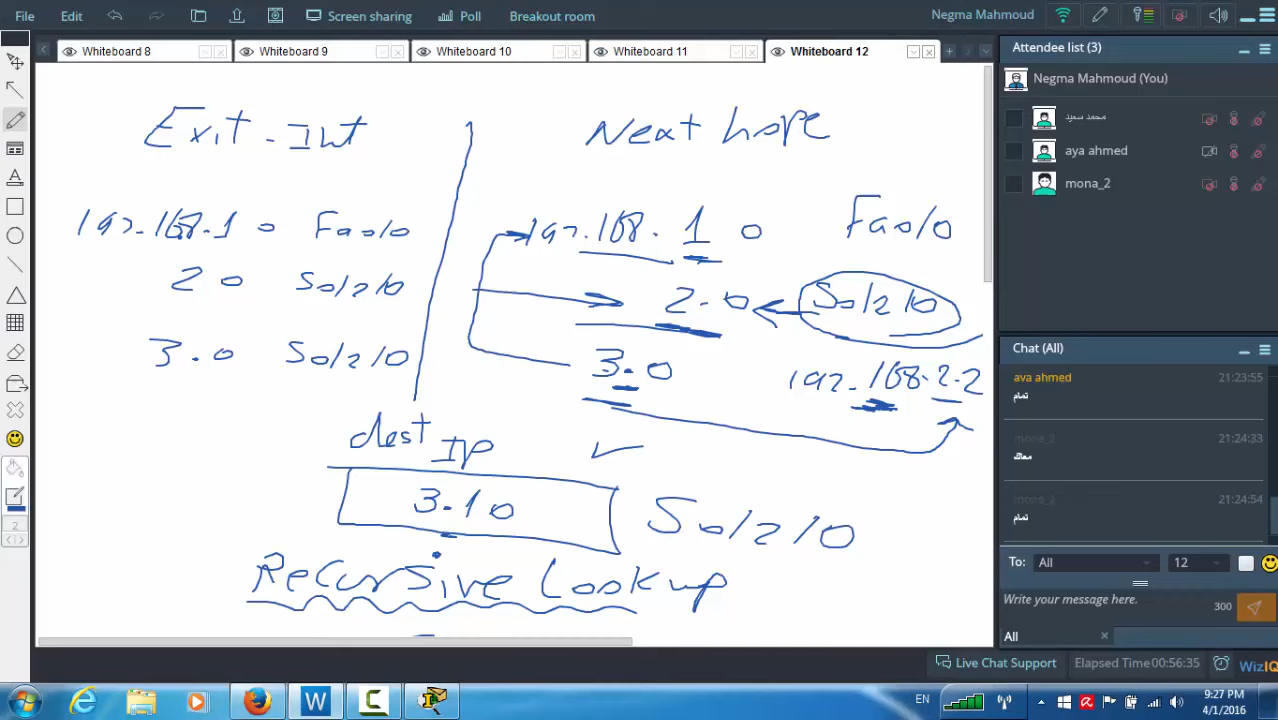 File Edit Screen sharing Poll Breakout room Negma Mahmoud
Whiteboard 8 Whiteboard 9 Whiteboard 10 Whiteboard 11 Whiteboard 12
Attendee list (3)
Negma Mahmoud (You)
محمد سعيد
aya ahmed
mona_2
Exit - Int Next hope
192.168.1 0 Fa0/0 192.168.1 0 Fa0/0
2 0 S0/2/0 2.0 S0/2/0
3.0 S0/2/0 3.0 192.168.2.2
dest IP
3.10 S0/2/0
Recursive Lookup
Chat (All)
aya ahmed 21:23:55
تمام
mona_2 21:24:33
معاك
mona_2 21:24:54
تمام
To: All 12
Write your message here. 300
All
Live Chat Support Elapsed Time 00:56:35 WizIQ
EN 9:27 PM
4/1/2016